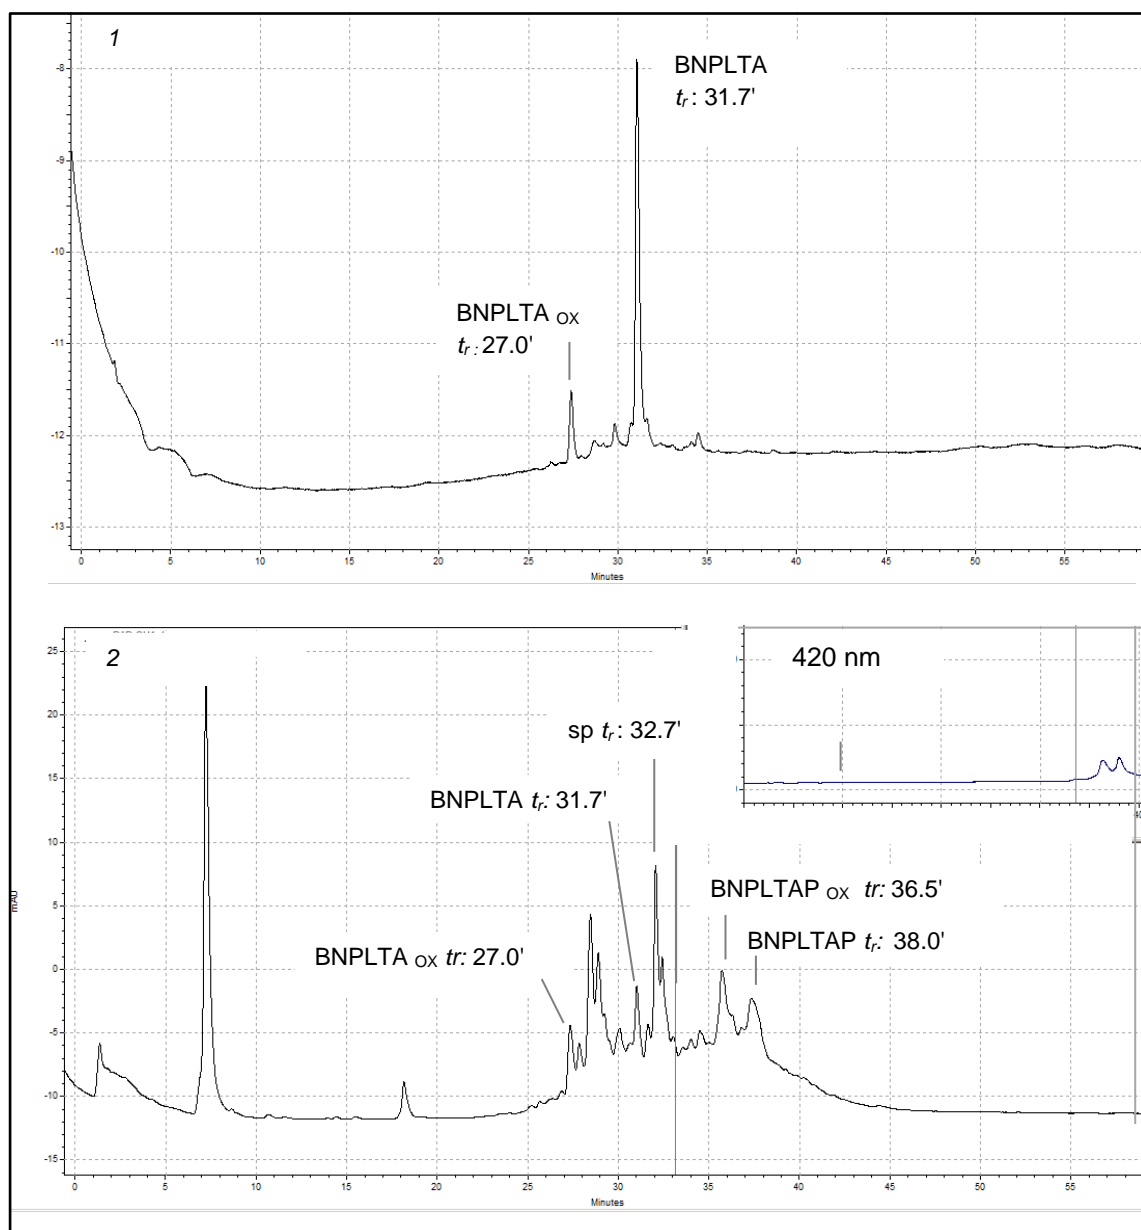 1
BNPLTA
tr : 31.7'
BNPLTA OX
tr : 27.0'
-8
-9
-10
-11
-12
-13
0 5 10 15 20 25 30 35 40 45 50 55
Minutes
2
420 nm
sp tr : 32.7'
BNPLTA tr: 31.7'
BNPLTAP OX tr: 36.5'
BNPLTAP tr: 38.0'
BNPLTA OX tr: 27.0'
25
20
15
10
5
0
-5
-10
-15
mAU
0 5 10 15 20 25 30 35 40 45 50 55
Minutes